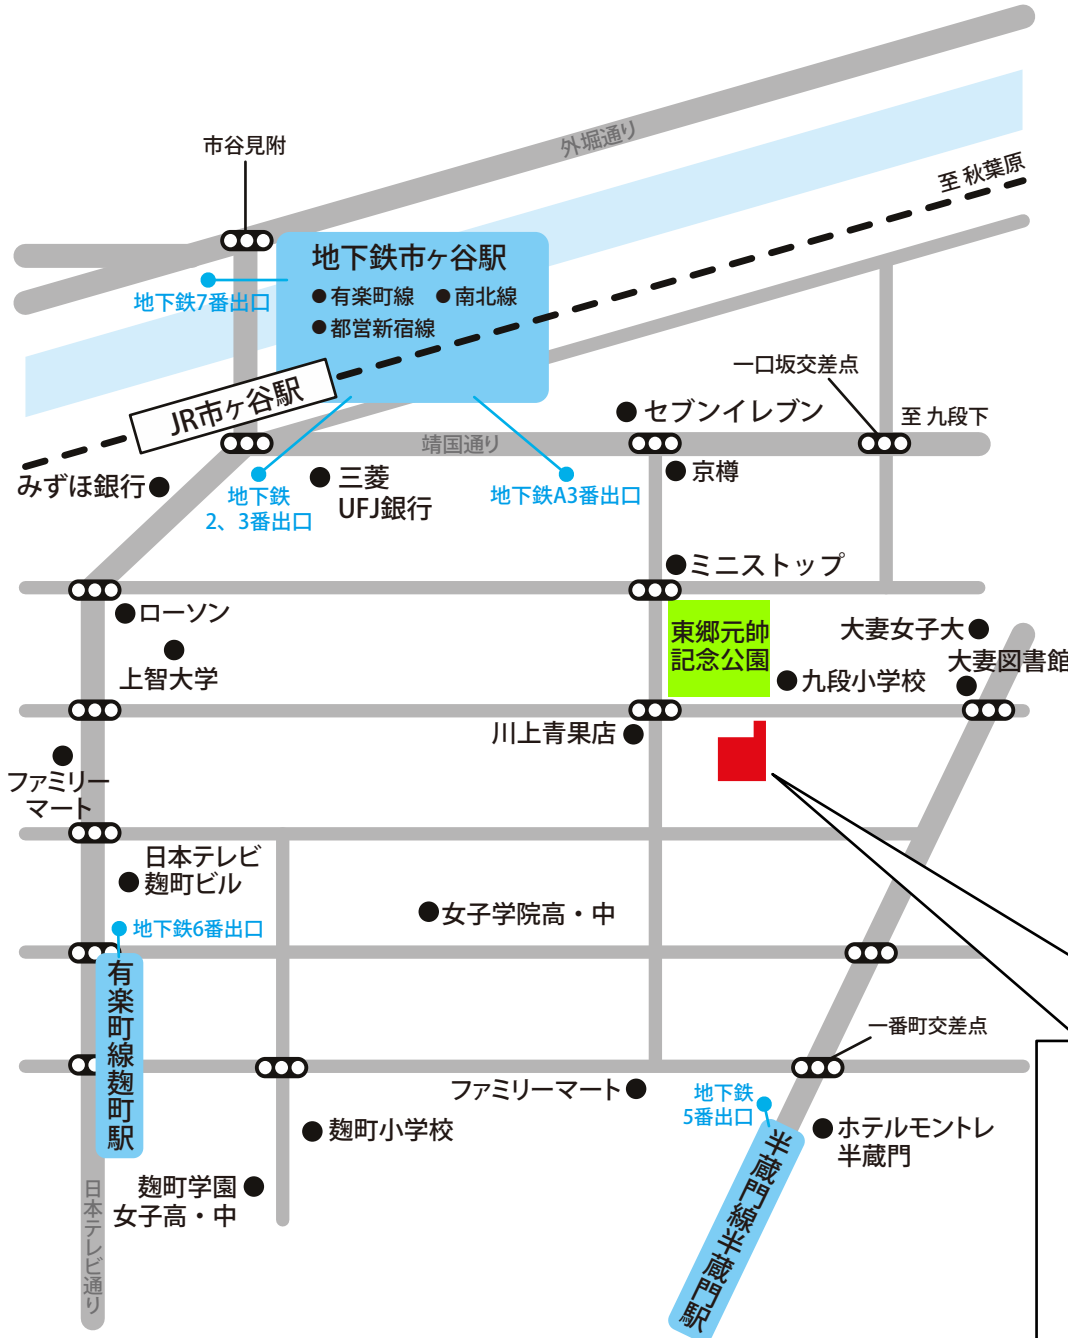 外堀通り
市谷見附
至 秋葉原
地下鉄市ヶ谷駅
●有楽町線 ●南北線
●都営新宿線
地下鉄7番出口
JR市ヶ谷駅
一口坂交差点
セブンイレブン
至 九段下
靖国通り
みずほ銀行
地下鉄
2、3番出口
三菱
UFJ銀行
地下鉄A3番出口
京樽
ミニストップ
ローソン
上智大学
東郷元帥
記念公園
大妻女子大
大妻図書館
九段小学校
川上青果店
ファミリー
マート
日本テレビ
麹町ビル
女子学院高・中
地下鉄6番出口
有楽町線麹町駅
一番町交差点
ファミリーマート
地下鉄
5番出口
麹町小学校
ホテルモントレ
半蔵門
麹町学園
女子高・中
半蔵門線半蔵門駅
日本テレビ通り